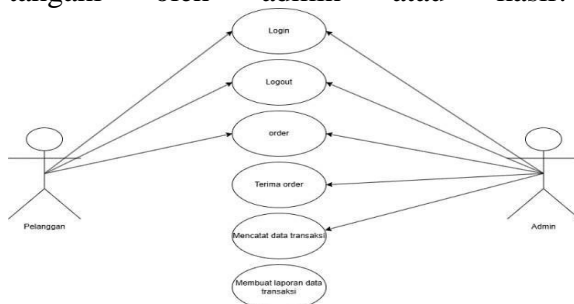 tangani oleh admin atau kasir.
Login
Logout
order
Terima order
Pelanggan
Admin
Mencatat data transaksi
Membuat laporan data
transaksi